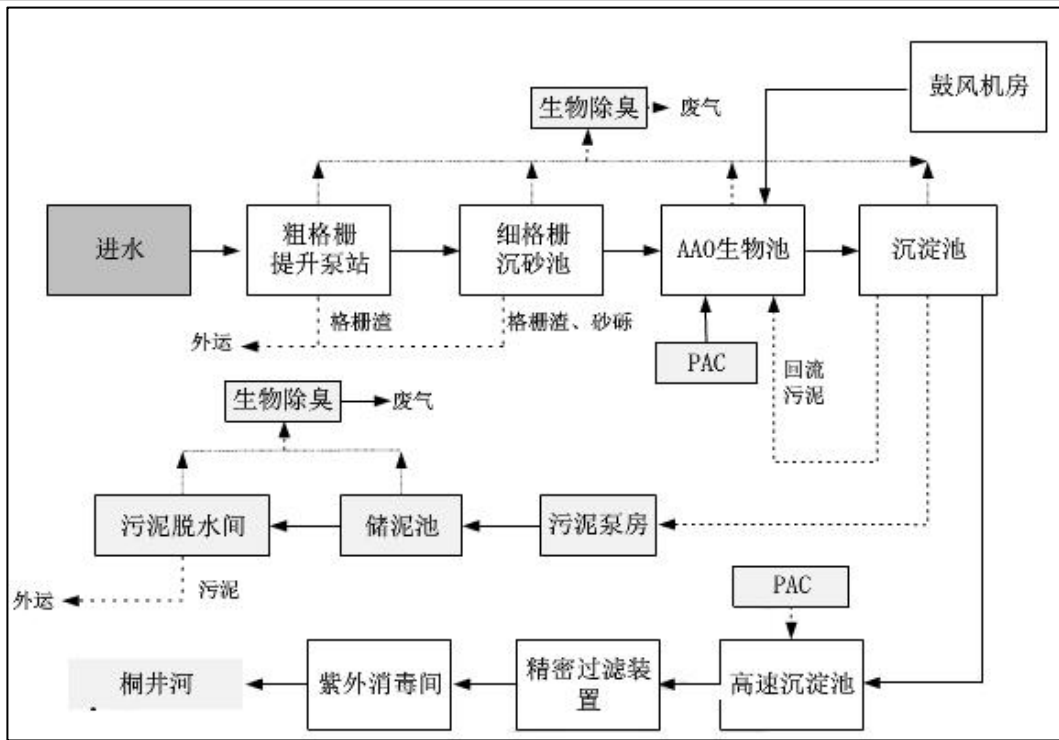 鼓风机房
生物除臭
废气
进水
粗格栅
提升泵站
细格栅
沉砂池
AAO生物池
沉淀池
格栅渣
格栅渣、砂砾
外运
PAC
回流
污泥
生物除臭
废气
污泥脱水间
储泥池
污泥泵房
污泥
外运
PAC
桐井河
紫外消毒间
精密过滤装
置
高速沉淀池